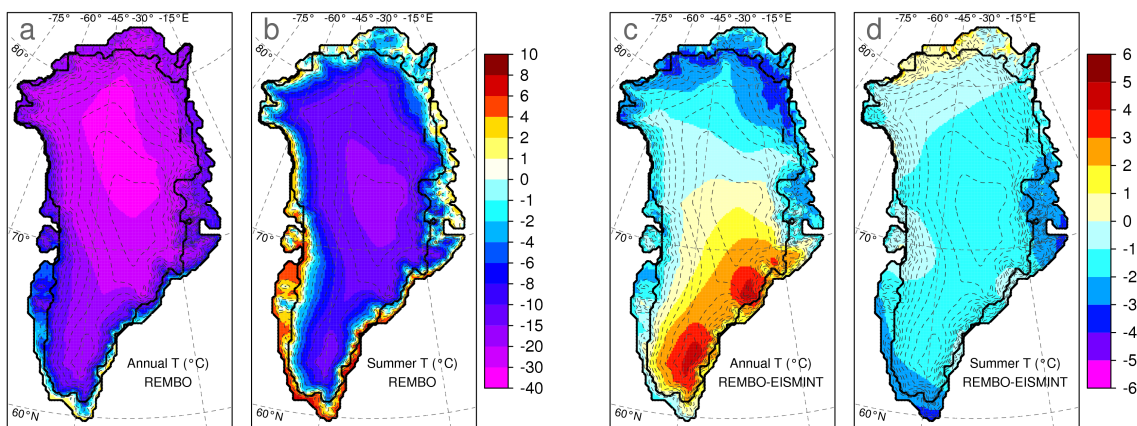 a
-75° -60° -45° -30° -15° E
80°
70°
60°N
Annual T (°C)
REMBO
b
-75° -60° -45° -30° -15° E
80°
70°
60°N
Summer T (°C)
REMBO
10
8
6
4
2
1
0
-1
-2
-4
-6
-8
-10
-15
-20
-30
-40
c
-75° -60° -45° -30° -15° E
80°
70°
60°N
Annual T (°C)
REMBO-EISMINT
d
-75° -60° -45° -30° -15° E
80°
70°
60°N
Summer T (°C)
REMBO-EISMINT
6
5
4
3
2
1
0
-1
-2
-3
-4
-5
-6